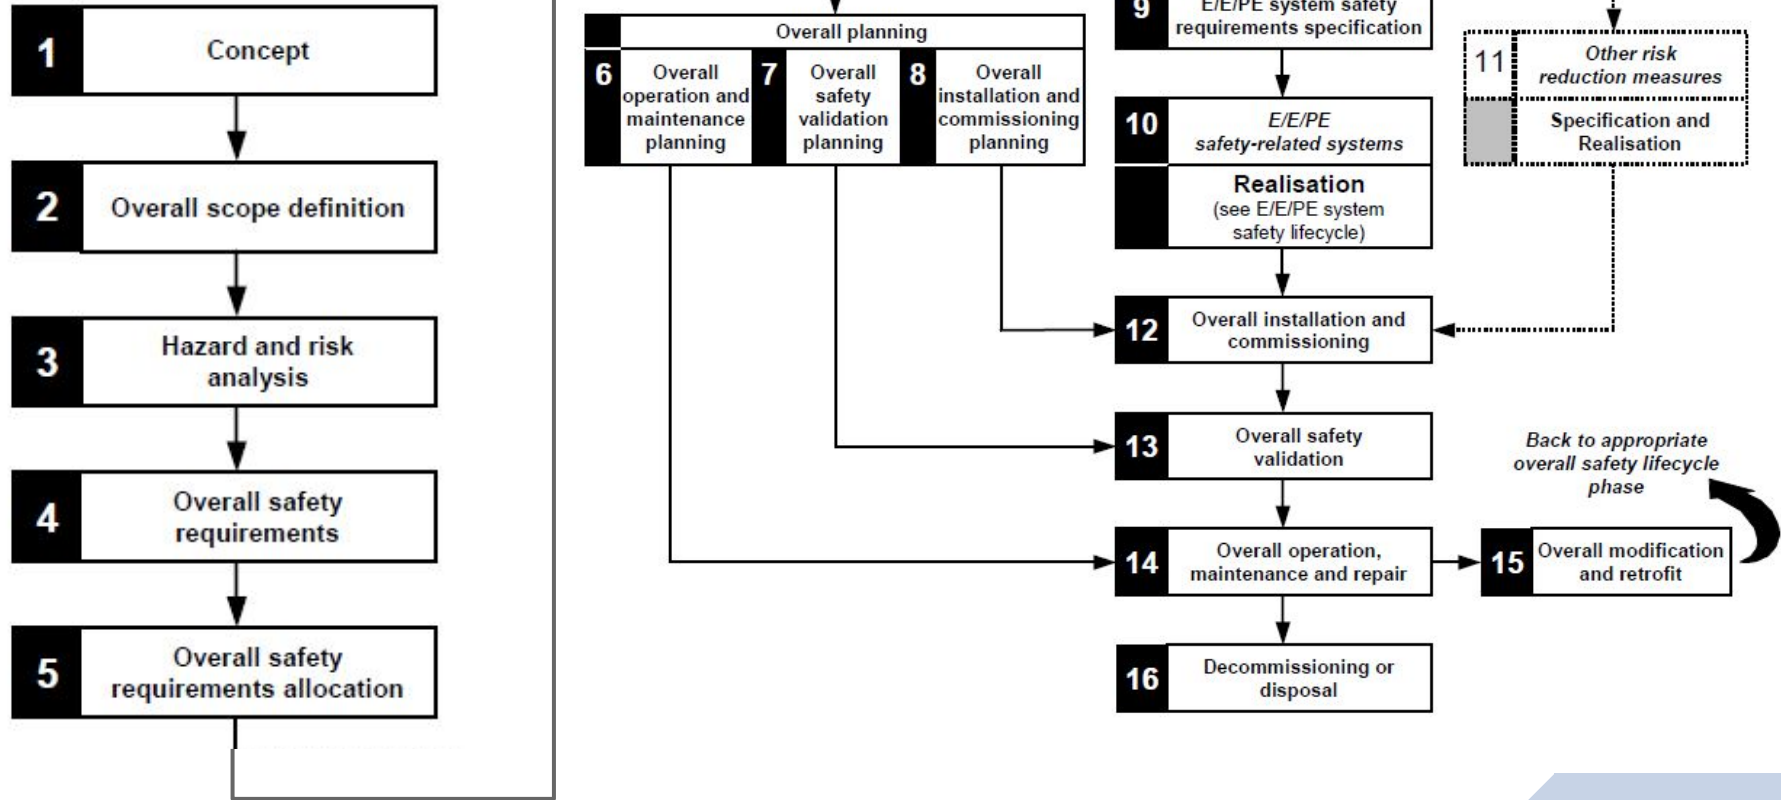 1
Concept
2
Overall scope definition
3
Hazard and risk
analysis
4
Overall safety
requirements
5
Overall safety
requirements allocation
Overall planning
6
Overall
operation and
maintenance
planning
7
Overall
safety
validation
planning
8
Overall
installation and
commissioning
planning
9
E/E/PE system safety
requirements specification
10
E/E/PE
safety-related systems
Realisation
(see E/E/PE system
safety lifecycle)
11
Other risk
reduction measures
Specification and
Realisation
12
Overall installation and
commissioning
13
Overall safety
validation
14
Overall operation,
maintenance and repair
15
Overall modification
and retrofit
Back to appropriate
overall safety lifecycle
phase
16
Decommissioning or
disposal